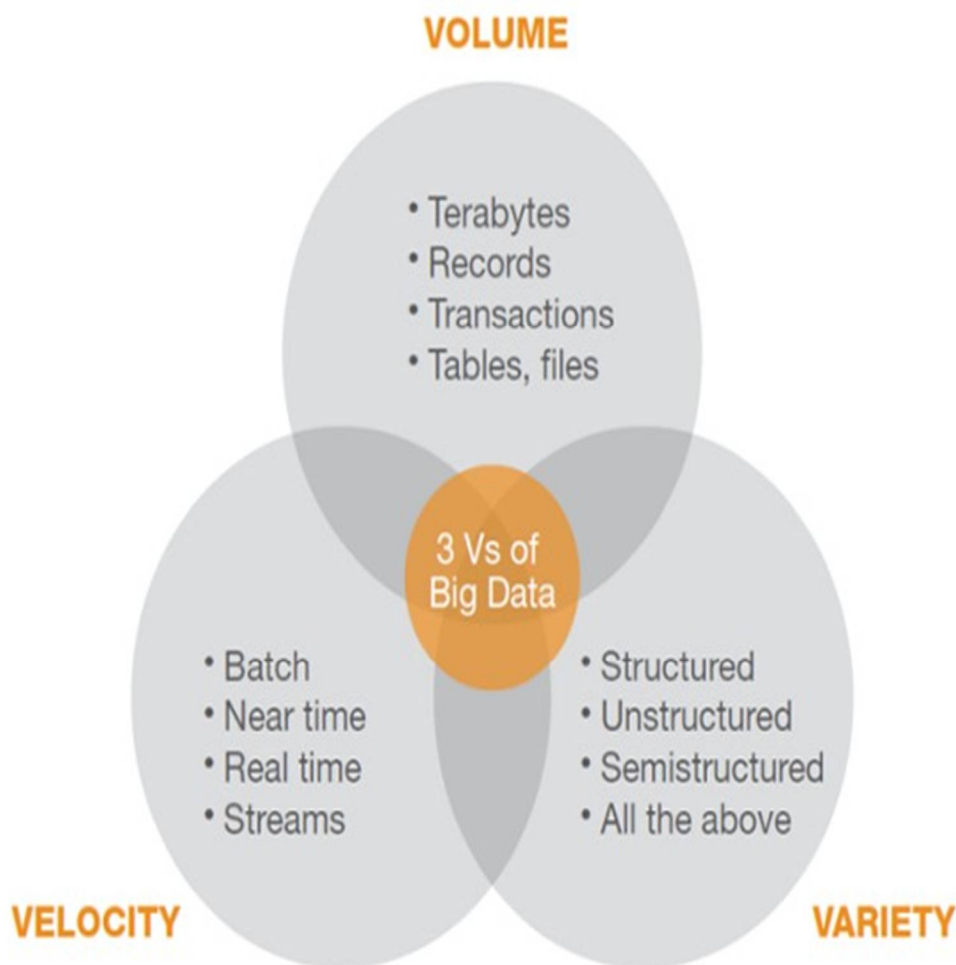 VOLUME
• Terabytes
• Records
• Transactions
• Tables, files
3 Vs of
Big Data
• Batch
• Near time
• Real time
• Streams
• Structured
• Unstructured
• Semistructured
• All the above
VELOCITY
VARIETY